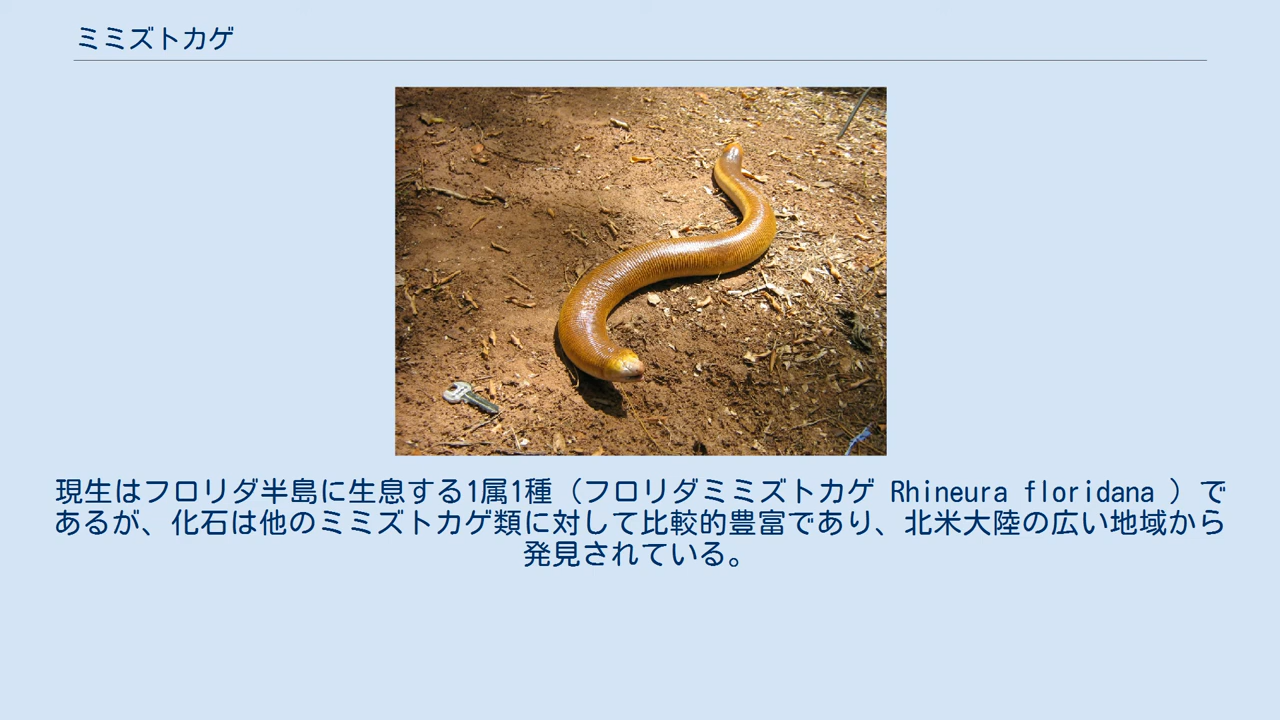 ミミズトカゲ
現生はフロリダ半島に生息する1属1種（フロリダミミズトカゲ Rhineura floridana ）で
あるが、化石は他のミミズトカゲ類に対して比較的豊富であり、北米大陸の広い地域から
発見されている。